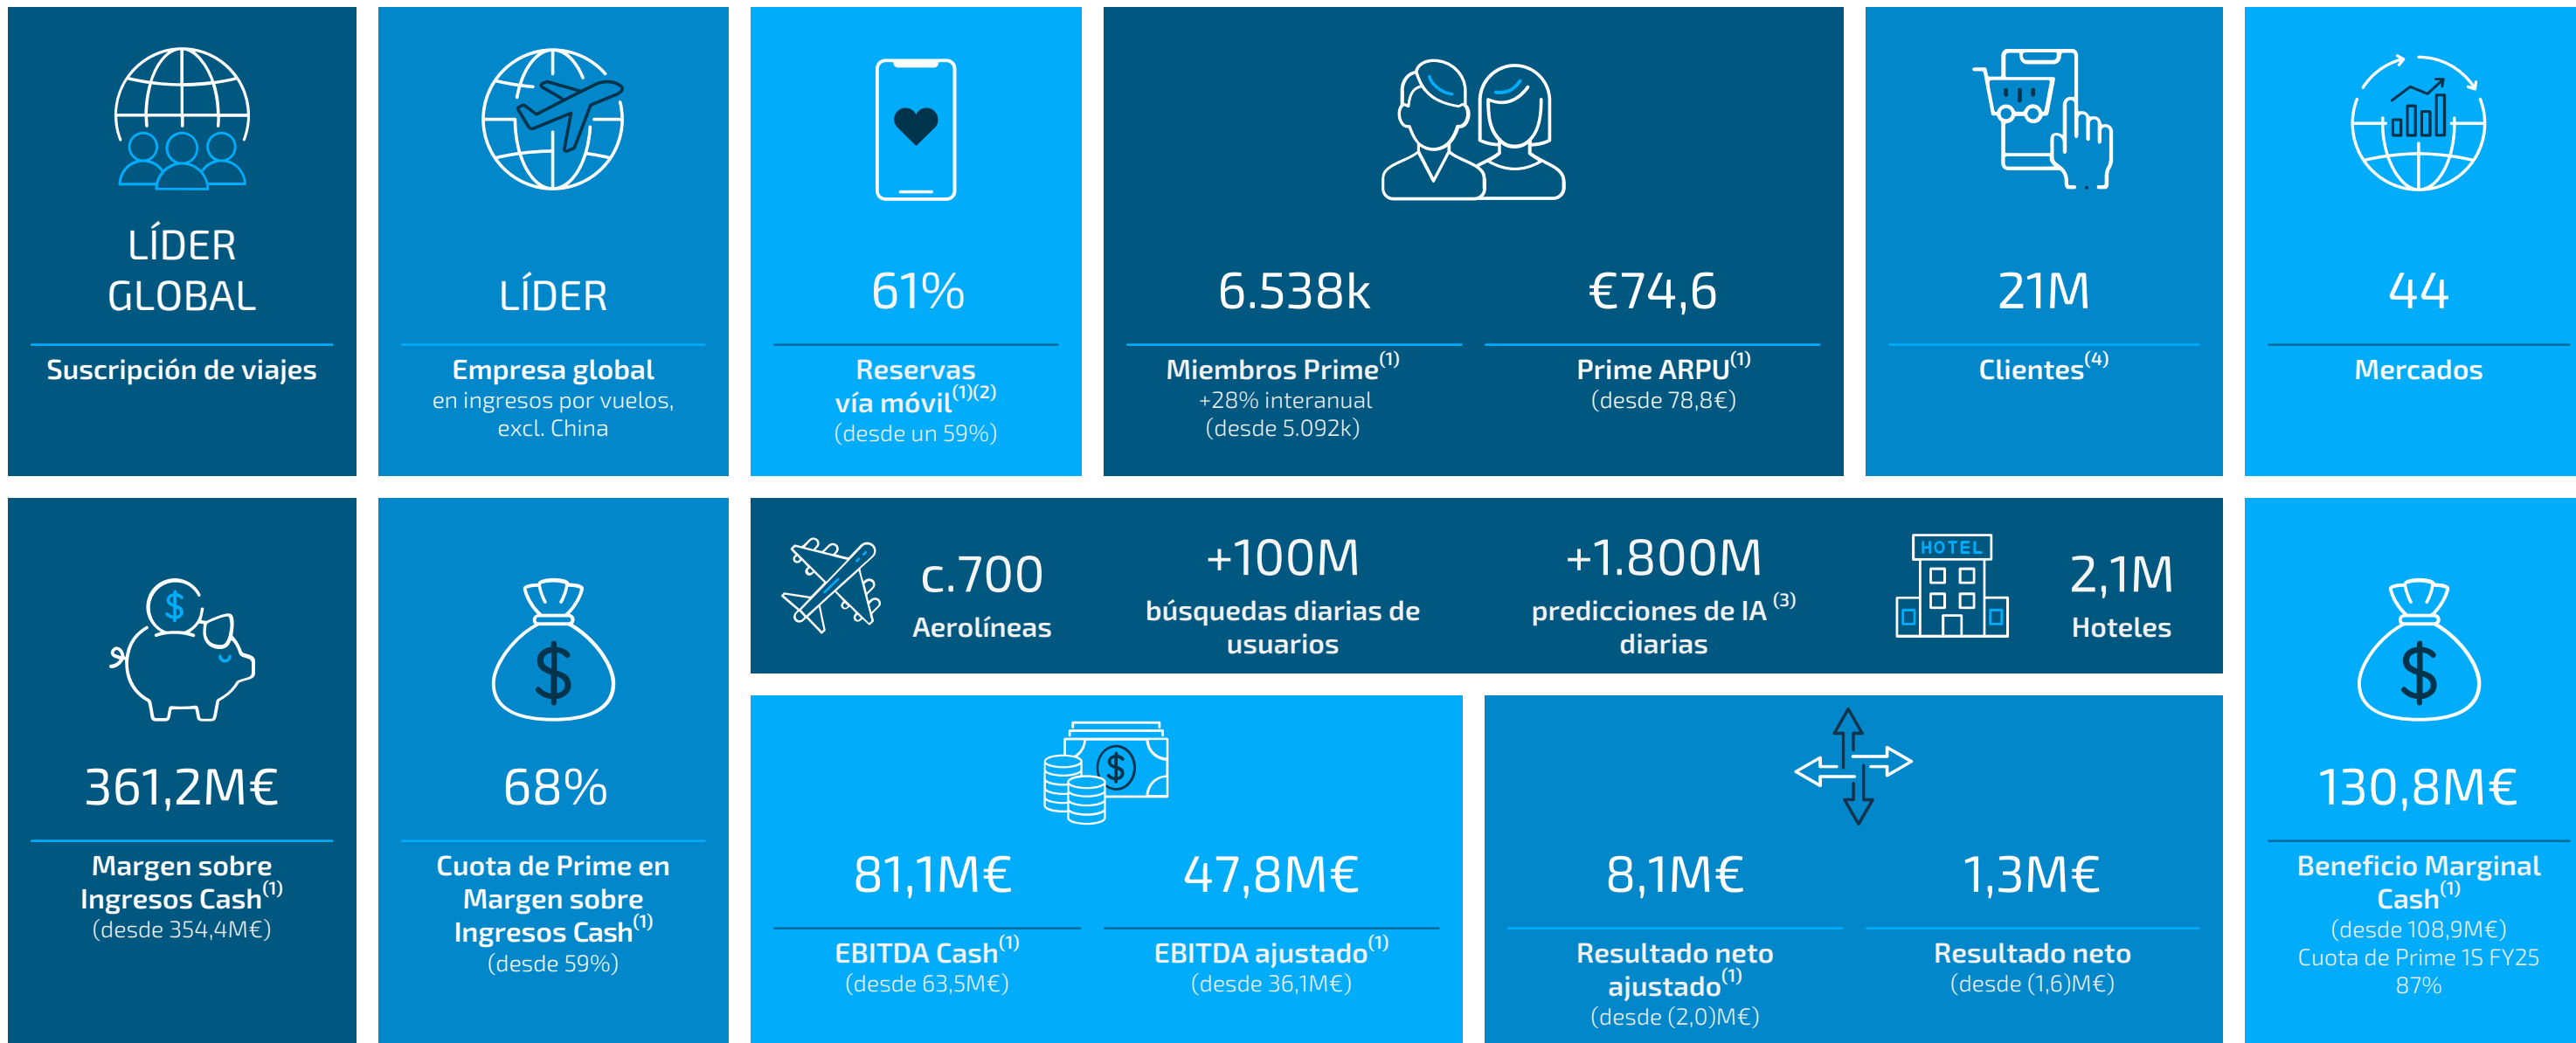 LÍDER
GLOBAL
Suscripción de viajes
LÍDER
Empresa global
en ingresos por vuelos,
excl. China
61%
Reservas
vía móvil(1)(2)
(desde un 59%)
6.538k
Miembros Prime(1)
+28% interanual
(desde 5.092k)
€74,6
Prime ARPU(1)
(desde 78,8€)
21M
Clientes(4)
44
Mercados
361,2M€
Margen sobre
Ingresos Cash(1)
(desde 354,4M€)
68%
Cuota de Prime en
Margen sobre
Ingresos Cash(1)
(desde 59%)
c.700
Aerolíneas
+100M
búsquedas diarias de
usuarios
+1.800M
predicciones de IA (3)
diarias
HOTEL
2,1M
Hoteles
81,1M€
EBITDA Cash(1)
(desde 63,5M€)
47,8M€
EBITDA ajustado(1)
(desde 36,1M€)
8,1M€
Resultado neto
ajustado(1)
(desde (2,0)M€)
1,3M€
Resultado neto
(desde (1,6)M€)
130,8M€
Beneficio Marginal
Cash(1)
(desde 108,9M€)
Cuota de Prime 1S FY25
87%